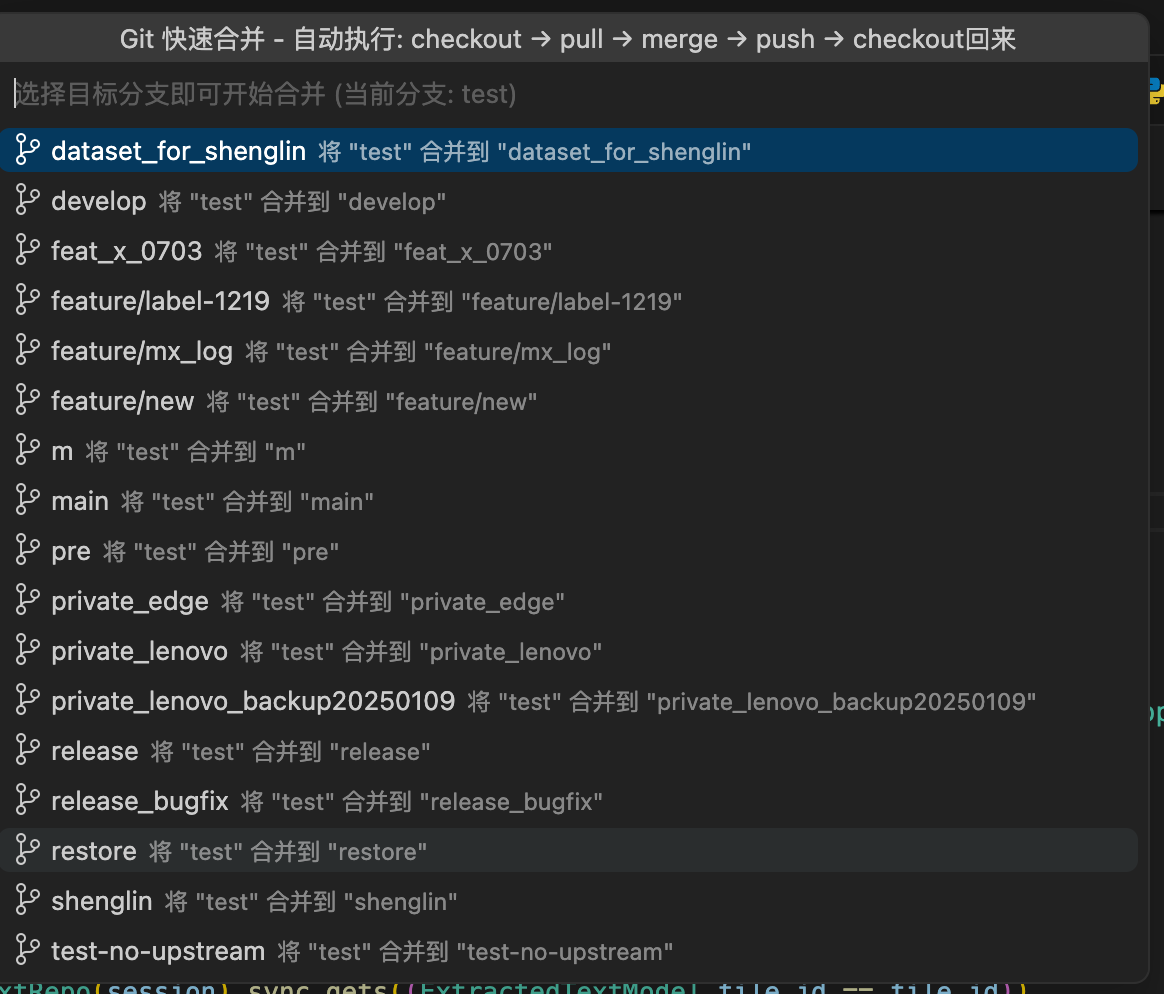 Git 快速合并 - 自动执行: checkout → pull → merge → push → checkout回来
选择目标分支即可开始合并 (当前分支: test)
dataset_for_shenglin 将 "test" 合并到 "dataset_for_shenglin"
develop 将 "test" 合并到 "develop"
feat_x_0703 将 "test" 合并到 "feat_x_0703"
feature/label-1219 将 "test" 合并到 "feature/label-1219"
feature/mx_log 将 "test" 合并到 "feature/mx_log"
feature/new 将 "test" 合并到 "feature/new"
m 将 "test" 合并到 "m"
main 将 "test" 合并到 "main"
pre 将 "test" 合并到 "pre"
private_edge 将 "test" 合并到 "private_edge"
private_lenovo 将 "test" 合并到 "private_lenovo"
private_lenovo_backup20250109 将 "test" 合并到 "private_lenovo_backup20250109"
release 将 "test" 合并到 "release"
release_bugfix 将 "test" 合并到 "release_bugfix"
restore 将 "test" 合并到 "restore"
shenglin 将 "test" 合并到 "shenglin"
test-no-upstream 将 "test" 合并到 "test-no-upstream"
(session).sync_gets((ExtractedTextModel.file_id == file_id))